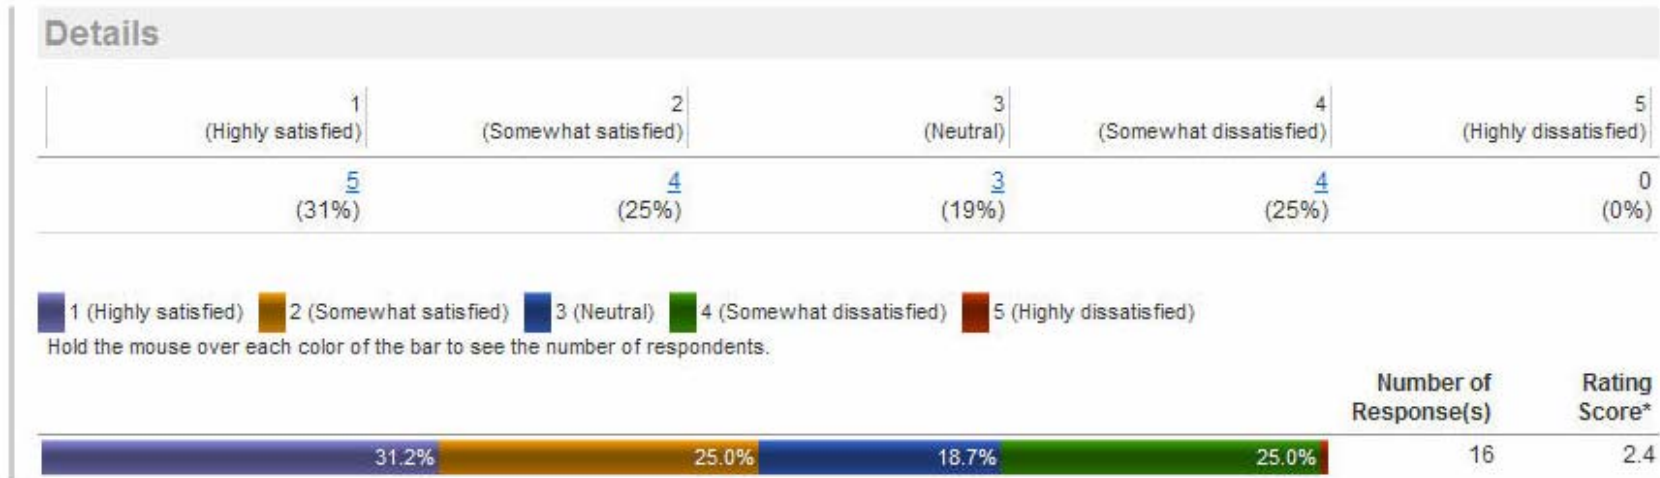 Details
1 2 3 4 5
(Highly satisfied) (Somewhat satisfied) (Neutral) (Somewhat dissatisfied) (Highly dissatisfied)
5 4 3 4 0
(31%) (25%) (19%) (25%) (0%)
1 (Highly satisfied) 2 (Somewhat satisfied) 3 (Neutral) 4 (Somewhat dissatisfied) 5 (Highly dissatisfied)
Hold the mouse over each color of the bar to see the number of respondents.
Number of Rating
Response(s) Score*
31.2% 25.0% 18.7% 25.0% 16 2.4